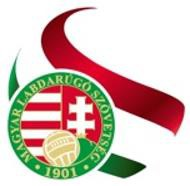 MAGYAR LABDARÚGÓ SZÖVETSÉG
• 1901 •